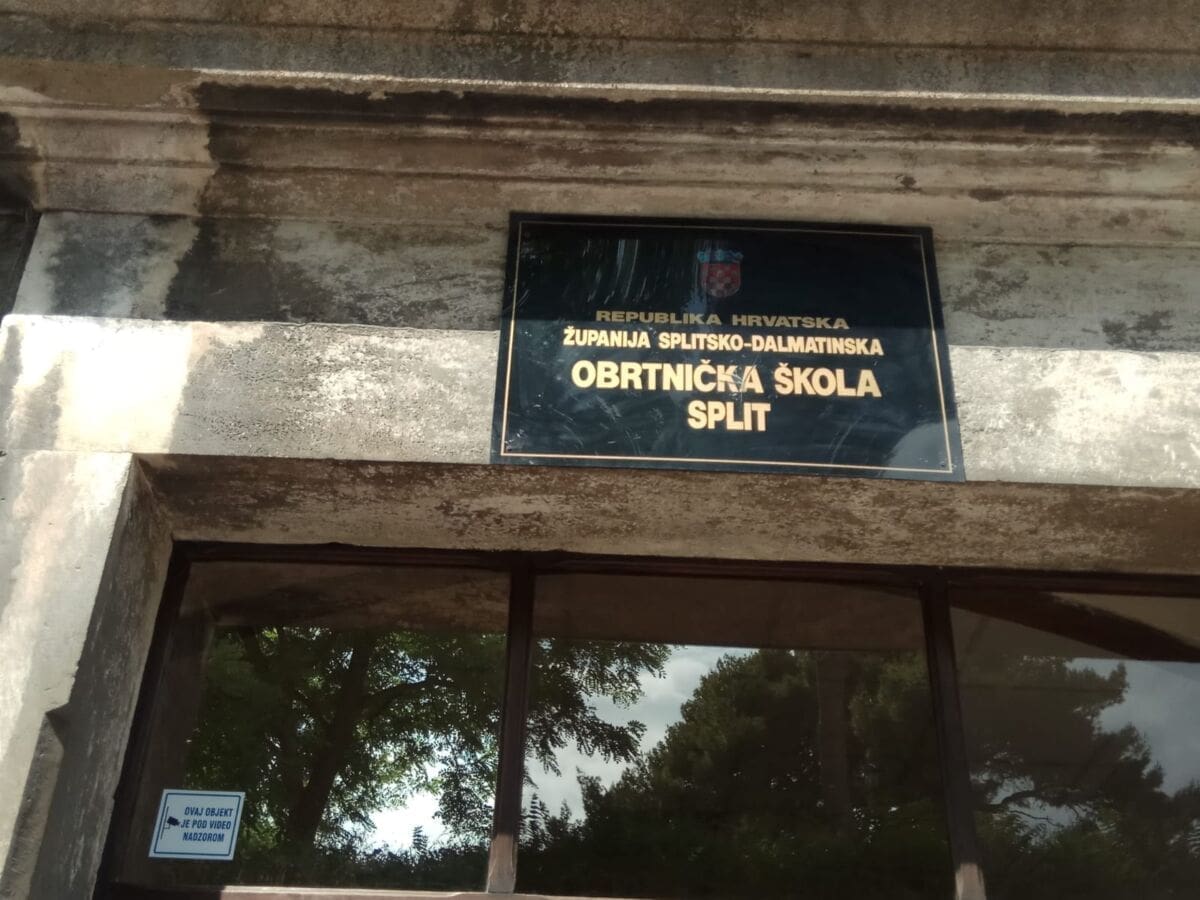 REPUBLIKA HRVATSKA
ŽUPANIJA SPLITSKO-DALMATINSKA
OBRTNIČKA ŠKOLA
SPLIT
OVAJ OBJEKT
JE POD VIDEO
NADZOROM